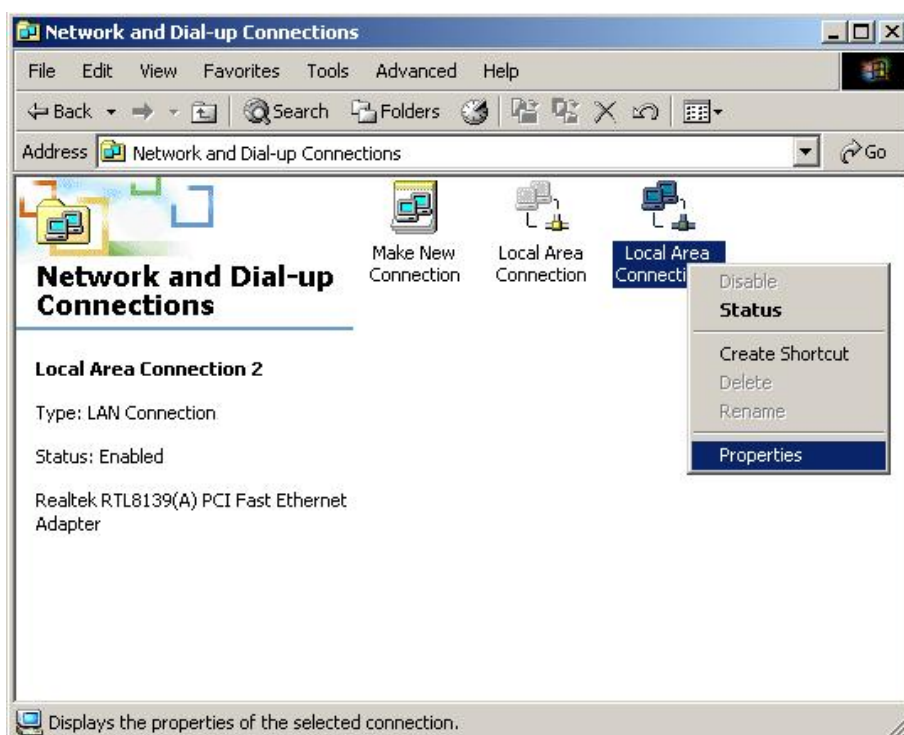 Network and Dial-up Connections
File Edit View Favorites Tools Advanced Help
Back Search Folders
Address Network and Dial-up Connections Go
Make New
Connection
Local Area
Connection
Local Area
Network and Dial-up
Connections
Local Area Connection 2
Type: LAN Connection
Status: Enabled
Realtek RTL8139(A) PCI Fast Ethernet
Adapter
Disable
Status
Create Shortcut
Delete
Rename
Properties
Displays the properties of the selected connection.